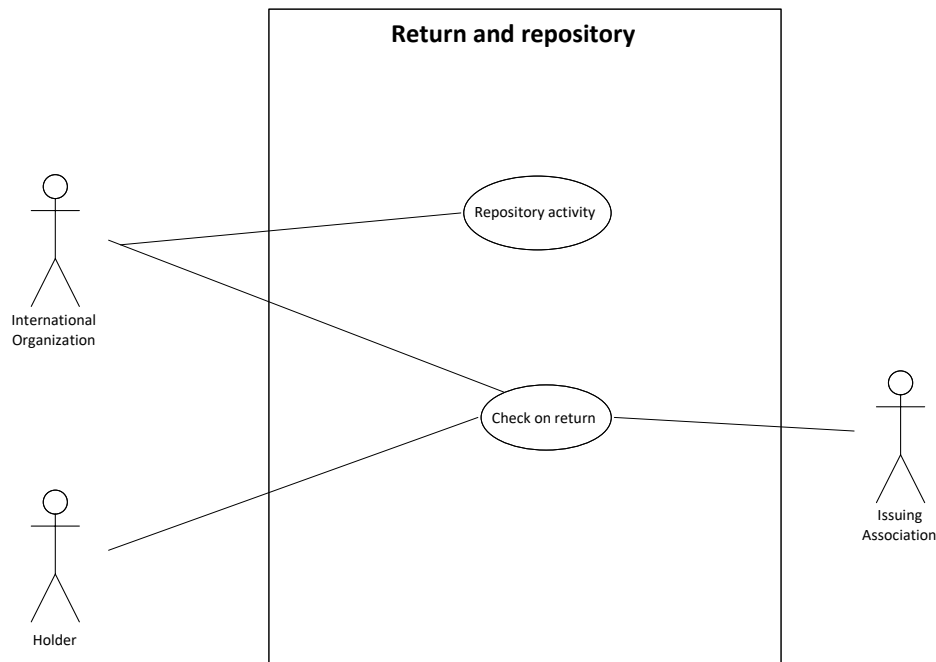 Return and repository
Repository activity
International
Organization
Check on return
Issuing
Association
Holder